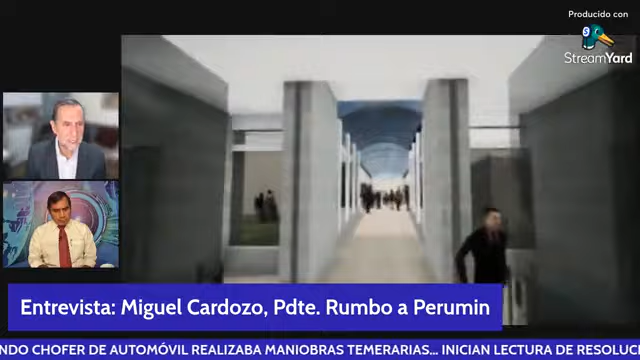 Producido con
StreamYard
Entrevista: Miguel Cardozo, Pdte. Rumbo a Perumin
NDO CHOFER DE AUTOMÓVIL REALIZABA MANIOBRAS TEMERARIAS... INICIAN LECTURA DE RESOLUC